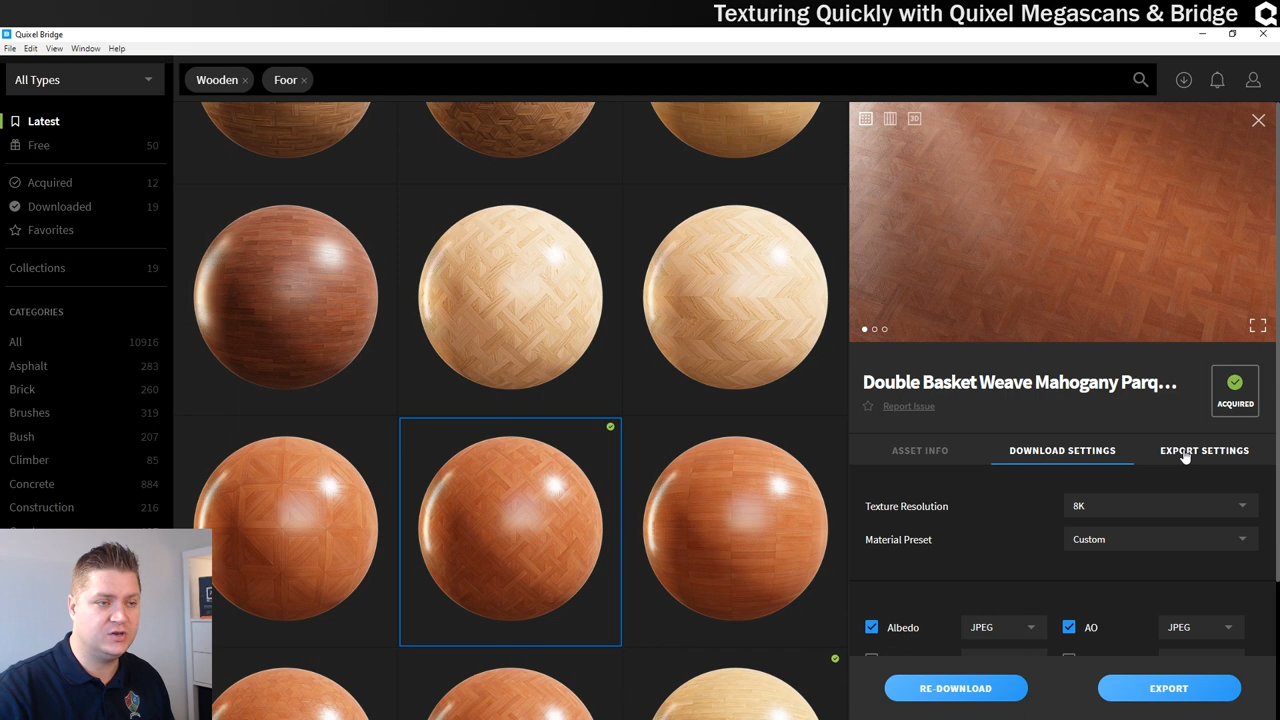 Texturing Quickly with Quixel Megascans & Bridge
Quixel Bridge
File Edit View Window Help
All Types
Wooden × Foor ×
Latest
Free 50
Acquired 12
Downloaded 19
Favorites
Collections 19
CATEGORIES
All 10916
Asphalt 283
Brick 260
Brushes 319
Bush 207
Climber 85
Concrete 884
Construction 216
3D
Double Basket Weave Mahogany Parq...
Report Issue
ACQUIRED
ASSET INFO DOWNLOAD SETTINGS EXPORT SETTINGS
Texture Resolution 8K
Material Preset Custom
Albedo JPEG AO JPEG
RE-DOWNLOAD EXPORT